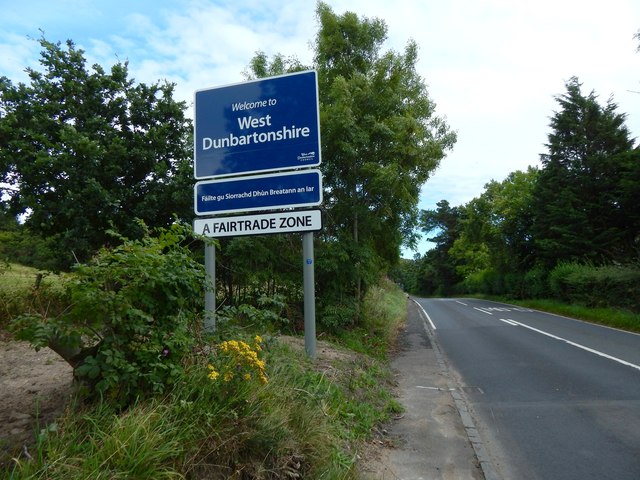 Welcome to
West
Dunbartonshire
Fàilte gu Siorrachd Dhùn Breatann an Iar
A FAIRTRADE ZONE